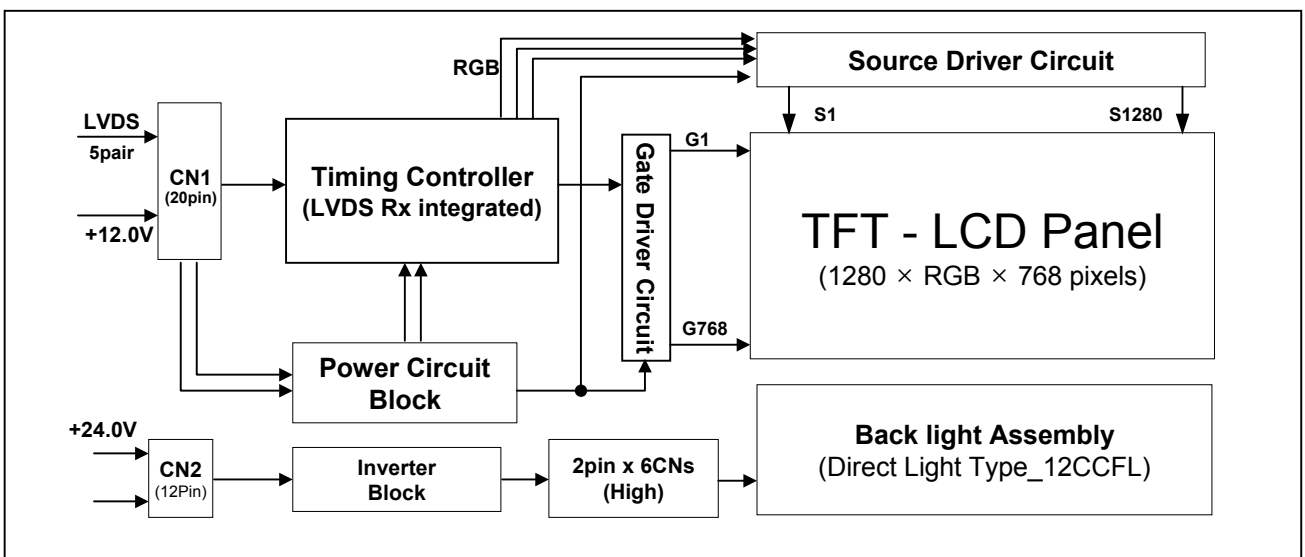 RGB
Source Driver Circuit
S1
S1280
LVDS
5pair
CN1
(20pin)
+12.0V
Timing Controller
(LVDS Rx integrated)
Gate Driver Circuit
G1
G768
TFT - LCD Panel
(1280 × RGB × 768 pixels)
Power Circuit
Block
+24.0V
CN2
(12Pin)
Inverter
Block
2pin x 6CNs
(High)
Back light Assembly
(Direct Light Type_12CCFL)